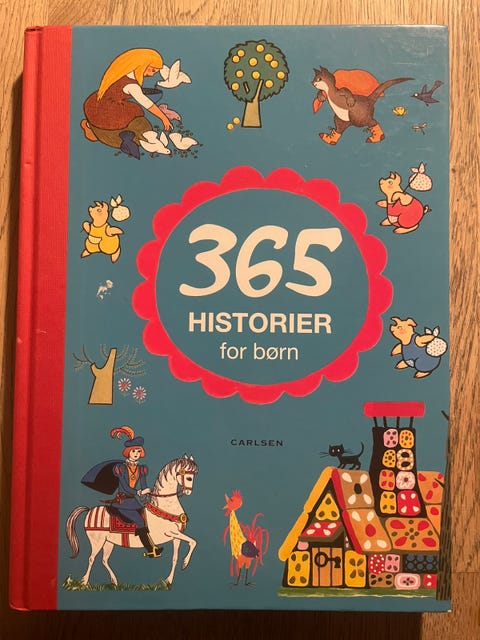 365
HISTORIER
for børn
CARLSEN